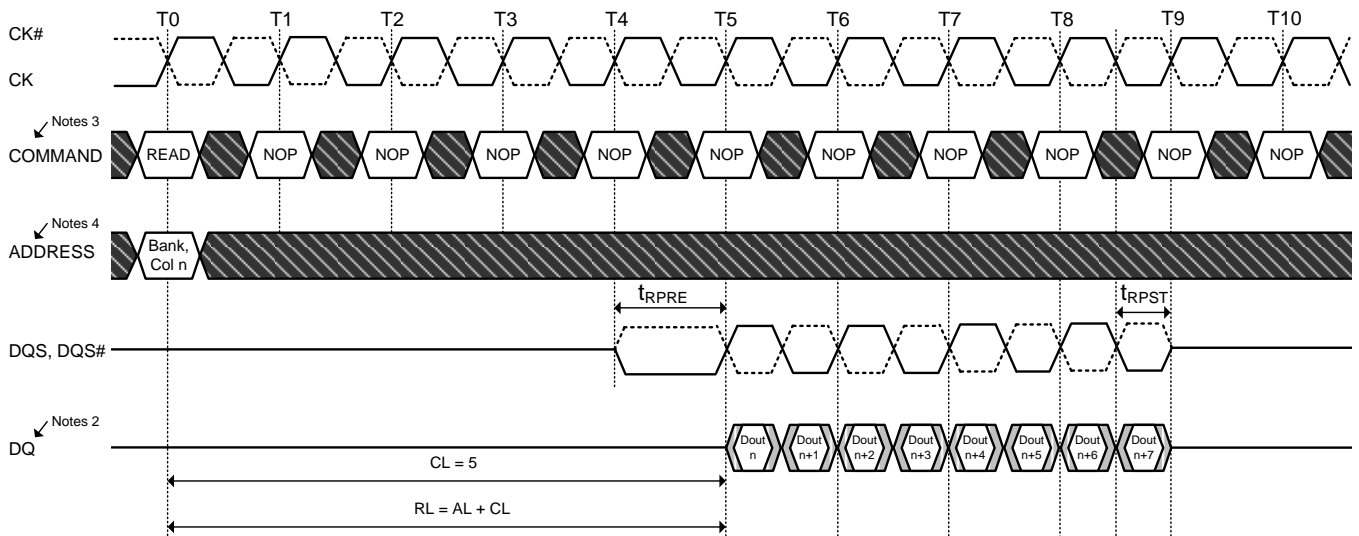 T0 T1 T2 T3 T4 T5 T6 T7 T8 T9 T10
CK#
CK
Notes 3
COMMAND READ NOP NOP NOP NOP NOP NOP NOP NOP NOP NOP
Notes 4
ADDRESS Bank,
Col n
tRPRE tRPST
DQS, DQS#
Notes 2
DQ Dout Dout Dout Dout Dout Dout Dout Dout
n n+1 n+2 n+3 n+4 n+5 n+6 n+7
CL = 5
RL = AL + CL